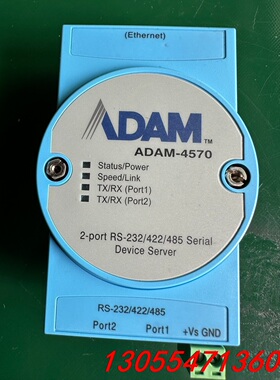 (Ethernet)
ADAM™
ADAM-4570
Status/Power
Speed/Link
TX/RX (Port1)
TX/RX (Port2)
2-port RS-232/422/485 Serial
Device Server
RS-232/422/485
Port2 Port1 +Vs GND
13055471360